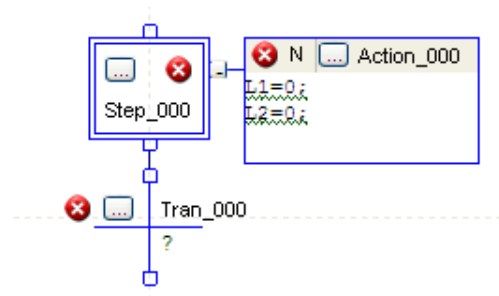 N ... Action_000
...
L1=0;
Step_000
L2=0;
... Tran_000
?